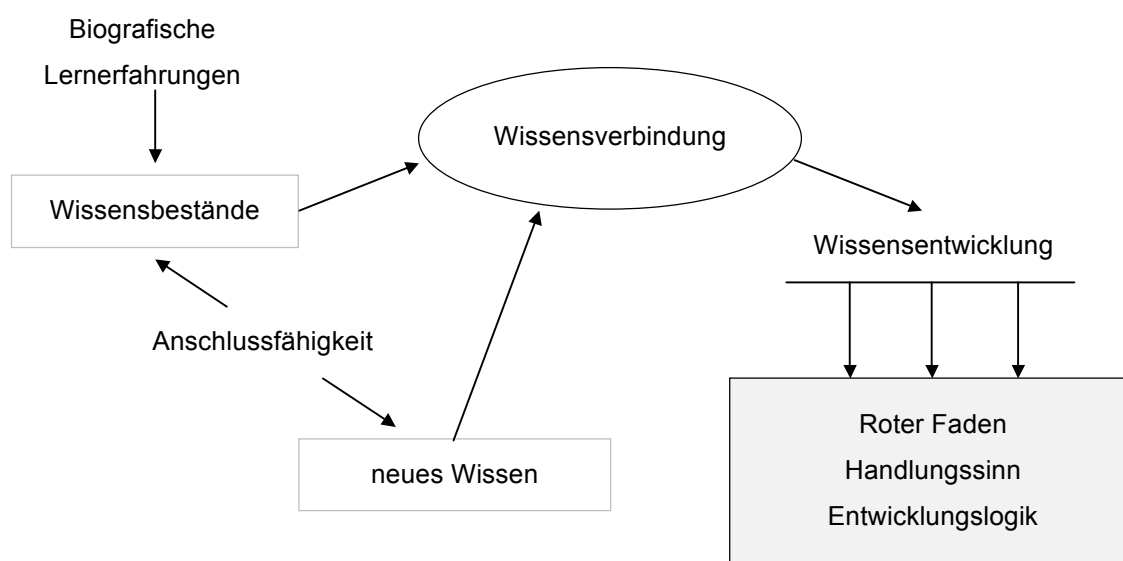 Biografische
Lernerfahrungen
Wissensverbindung
Wissensbestände
Wissensentwicklung
Anschlussfähigkeit
neues Wissen
Roter Faden
Handlungssinn
Entwicklungslogik